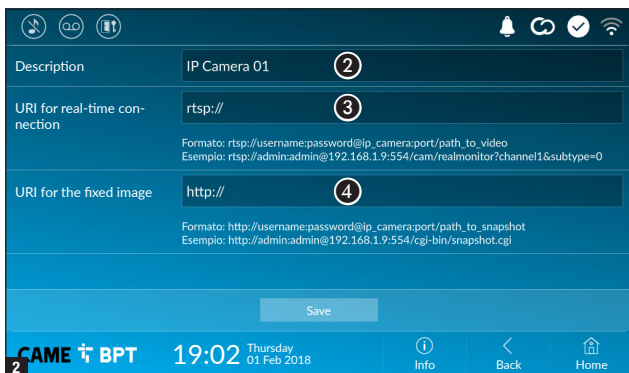 Description
IP Camera 01
2
URI for real-time con-
nection
rtsp://
3
Formato: rtsp://username:password@ip_camera:port/path_to_video
Esempio: rtsp://admin:admin@192.168.1.9:554/cam/realmonitor?channel1&subtype=0
URI for the fixed image
http://
4
Formato: http://username:password@ip_camera:port/path_to_snapshot
Esempio: http://admin:admin@192.168.1.9:554/cgi-bin/snapshot.cgi
Save
CAME BPT
19:02
Thursday
01 Feb 2018
Info
Back
Home
2